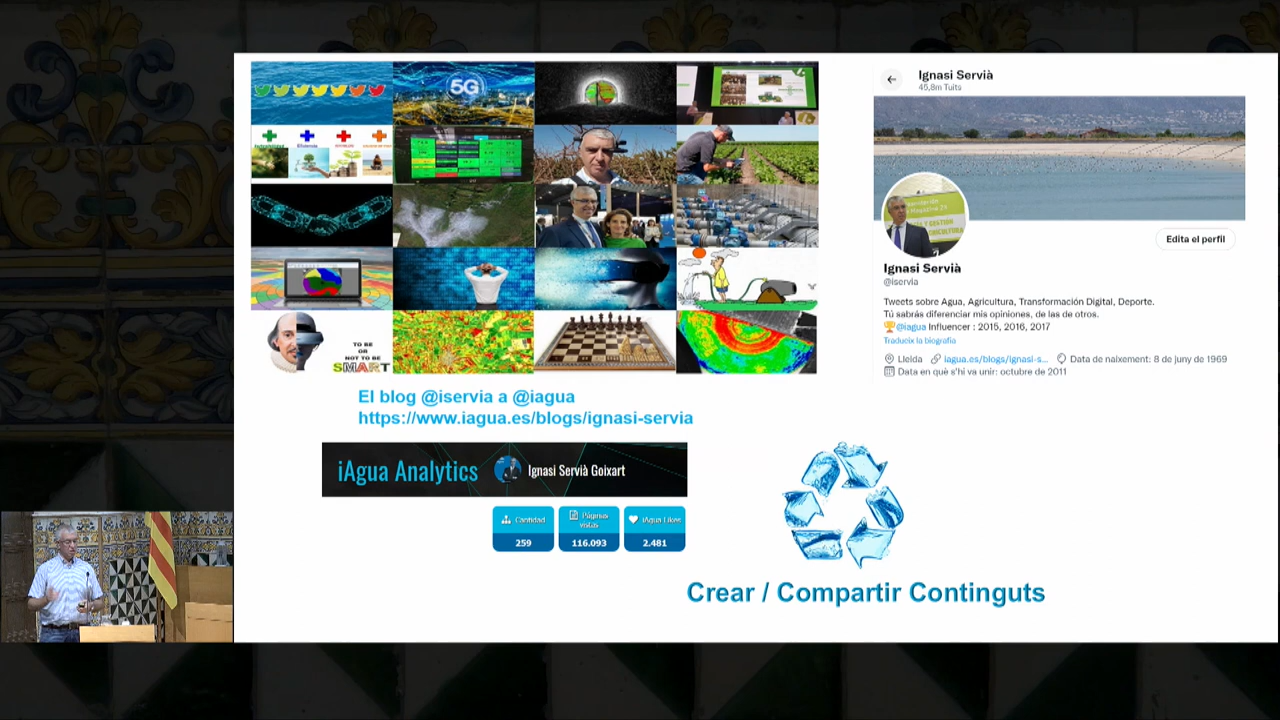 5G
TO BE
OR
NOT TO BE
SMART
El blog @iservia a @iagua
https://www.iagua.es/blogs/ignasi-servia
iAgua Analytics
Ignasi Servià Goixart
Cantidad
259
Páginas
vistas
116.093
iAgua Likes
2.481
Ignasi Servià
45,8m Tuits
Edita el perfil
Ignasi Servià
@iservia
Tweets sobre Agua, Agricultura, Transformación Digital, Deporte.
Tú sabrás diferenciar mis opiniones, de las de otros.
🏆@iagua Influencer : 2015, 2016, 2017
Tradueix la biografia
Lleida iagua.es/blogs/ignasi-s... Data de naixement: 8 de juny de 1969
Data en què s'hi va unir: octubre de 2011
Crear / Compartir Continguts